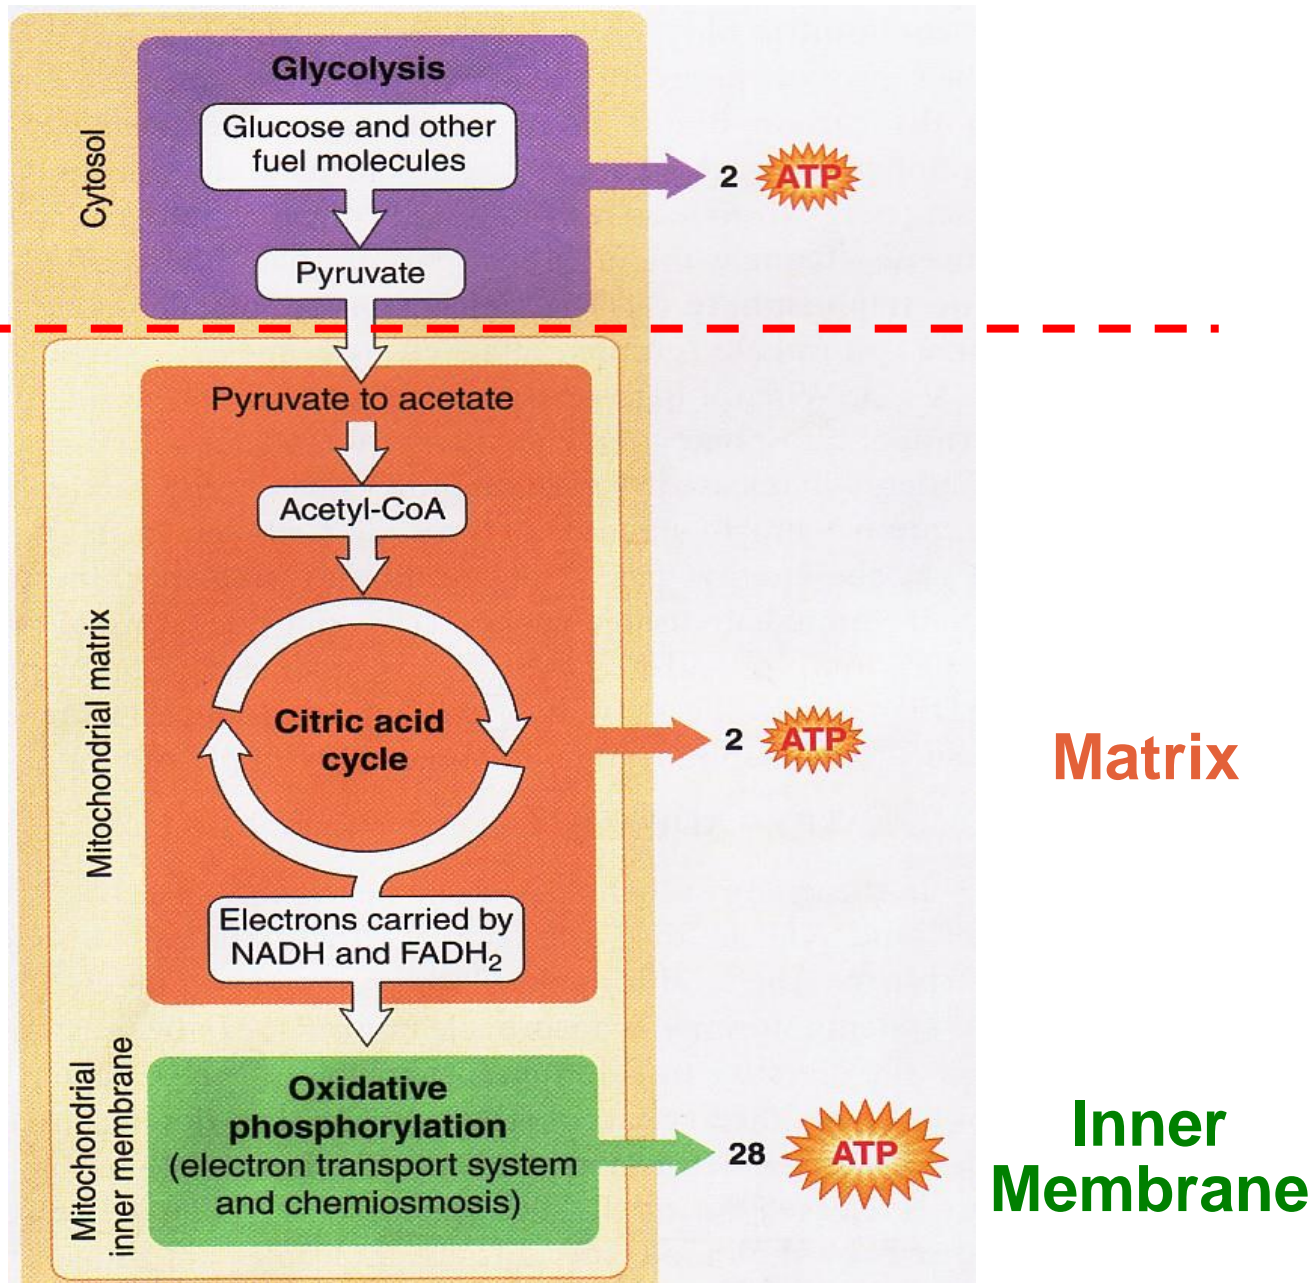 Glycolysis
Cytosol
Glucose and other
fuel molecules
2 ATP
Pyruvate
Pyruvate to acetate
Acetyl-CoA
Mitochondrial matrix
Citric acid
cycle
2 ATP
Matrix
Electrons carried by
NADH and FADH₂
Mitochondrial
inner membrane
Oxidative
phosphorylation
(electron transport system
and chemiosmosis)
28 ATP
Inner
Membrane